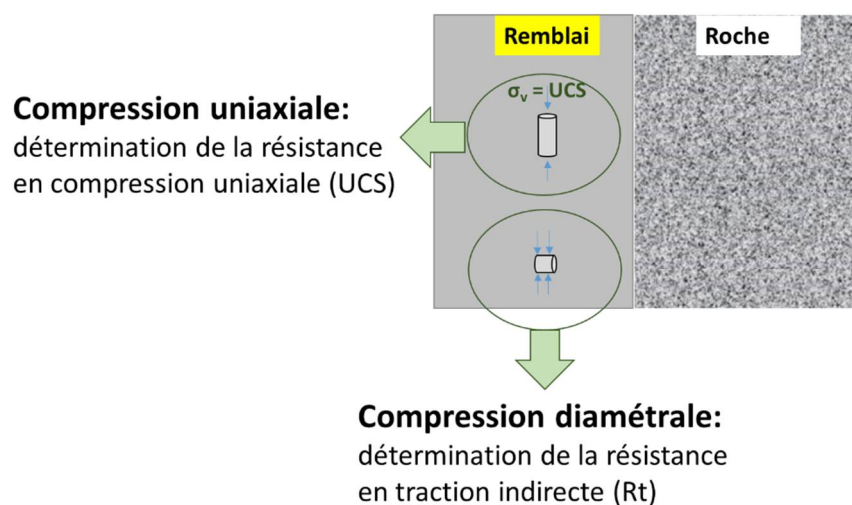 Remblai
Roche
σv = UCS
Compression uniaxiale:
détermination de la résistance
en compression uniaxiale (UCS)
Compression diamétrale:
détermination de la résistance
en traction indirecte (Rt)